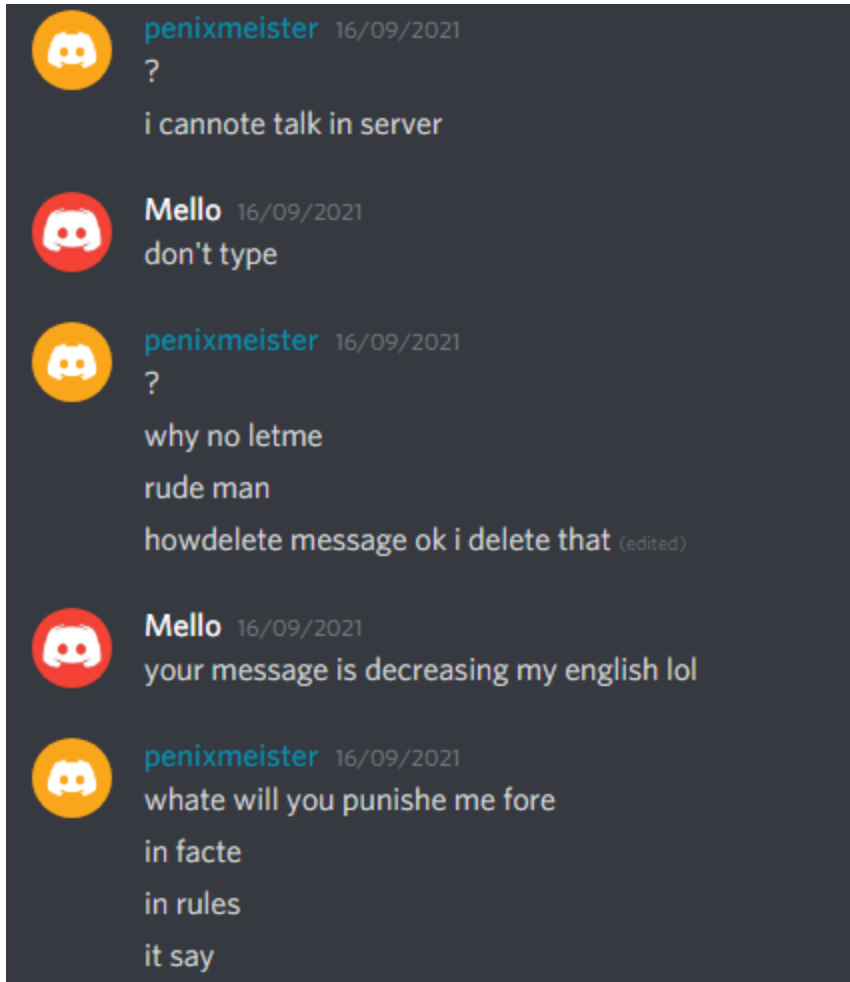 penixmeister 16/09/2021
?
i cannote talk in server
Mello 16/09/2021
don't type
penixmeister 16/09/2021
?
why no letme
rude man
howdelete message ok i delete that (edited)
Mello 16/09/2021
your message is decreasing my english lol
penixmeister 16/09/2021
whate will you punishe me fore
in facte
in rules
it say